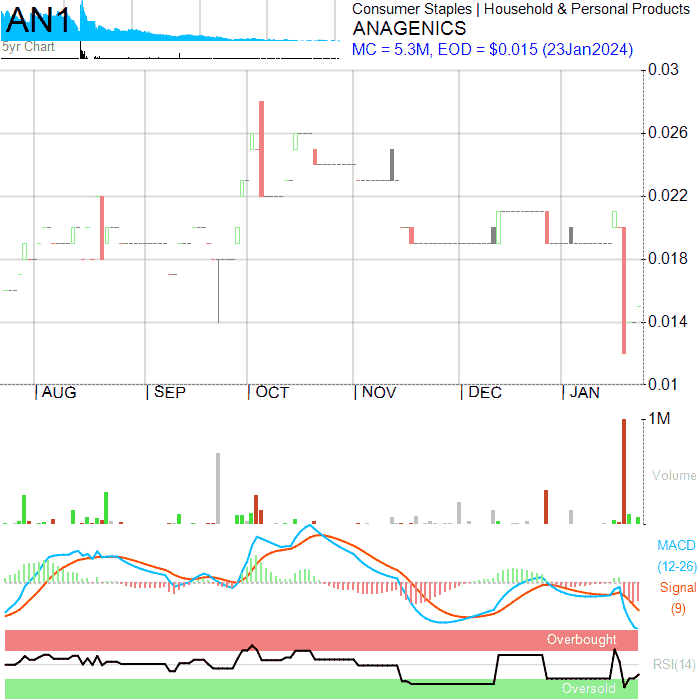 AN1
5yr Chart
Consumer Staples | Household & Personal Products
ANAGENICS
MC = 5.3M, EOD = $0.015 (23Jan2024)
0.03
0.026
0.022
0.018
0.014
0.01
AUG SEP OCT NOV DEC JAN
1M
Volume
MACD
(12-26)
Signal
(9)
Overbought
RSI(14)
Oversold